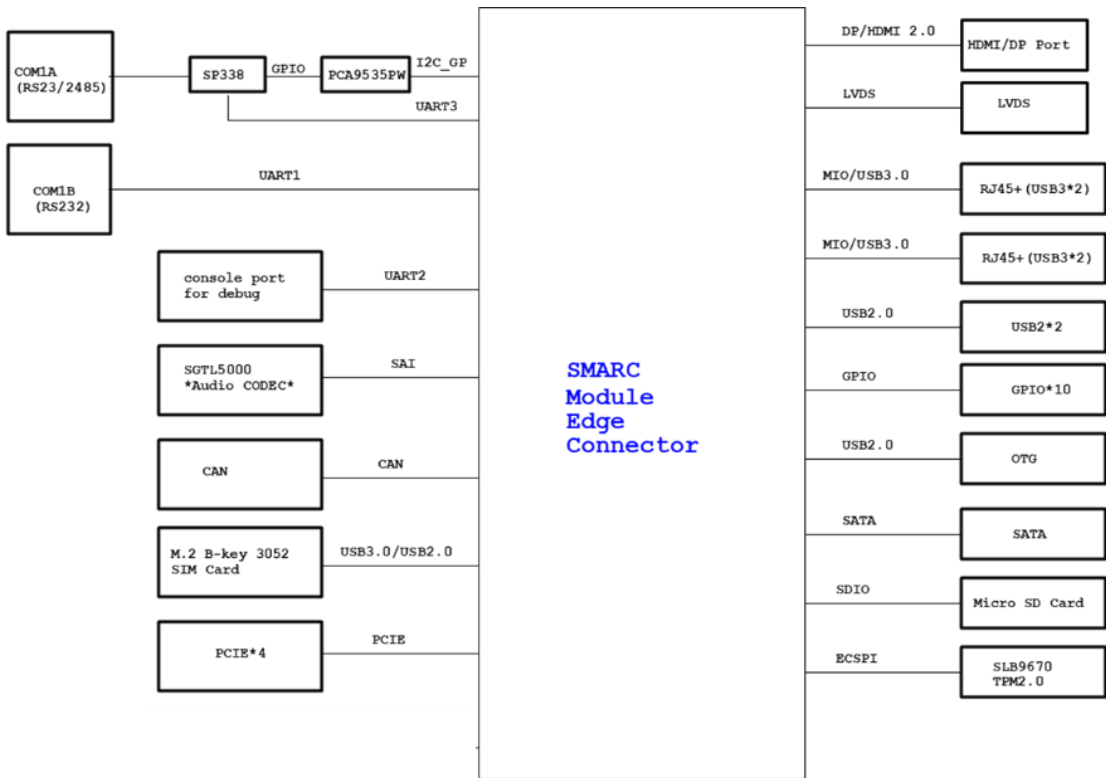 COM1A
(RS23/2485)
SP338
GPIO
PCA9535PW
I2C_GP
UART3
COM1B
(RS232)
UART1
console port
for debug
UART2
SGTL5000
*Audio CODEC*
SAI
CAN
CAN
M.2 B-key 3052
SIM Card
USB3.0/USB2.0
PCIE*4
PCIE
SMARC
Module
Edge
Connector
DP/HDMI 2.0
HDMI/DP Port
LVDS
LVDS
MIO/USB3.0
RJ45+(USB3*2)
MIO/USB3.0
RJ45+(USB3*2)
USB2.0
USB2*2
GPIO
GPIO*10
USB2.0
OTG
SATA
SATA
SDIO
Micro SD Card
ECSPI
SLB9670
TPM2.0